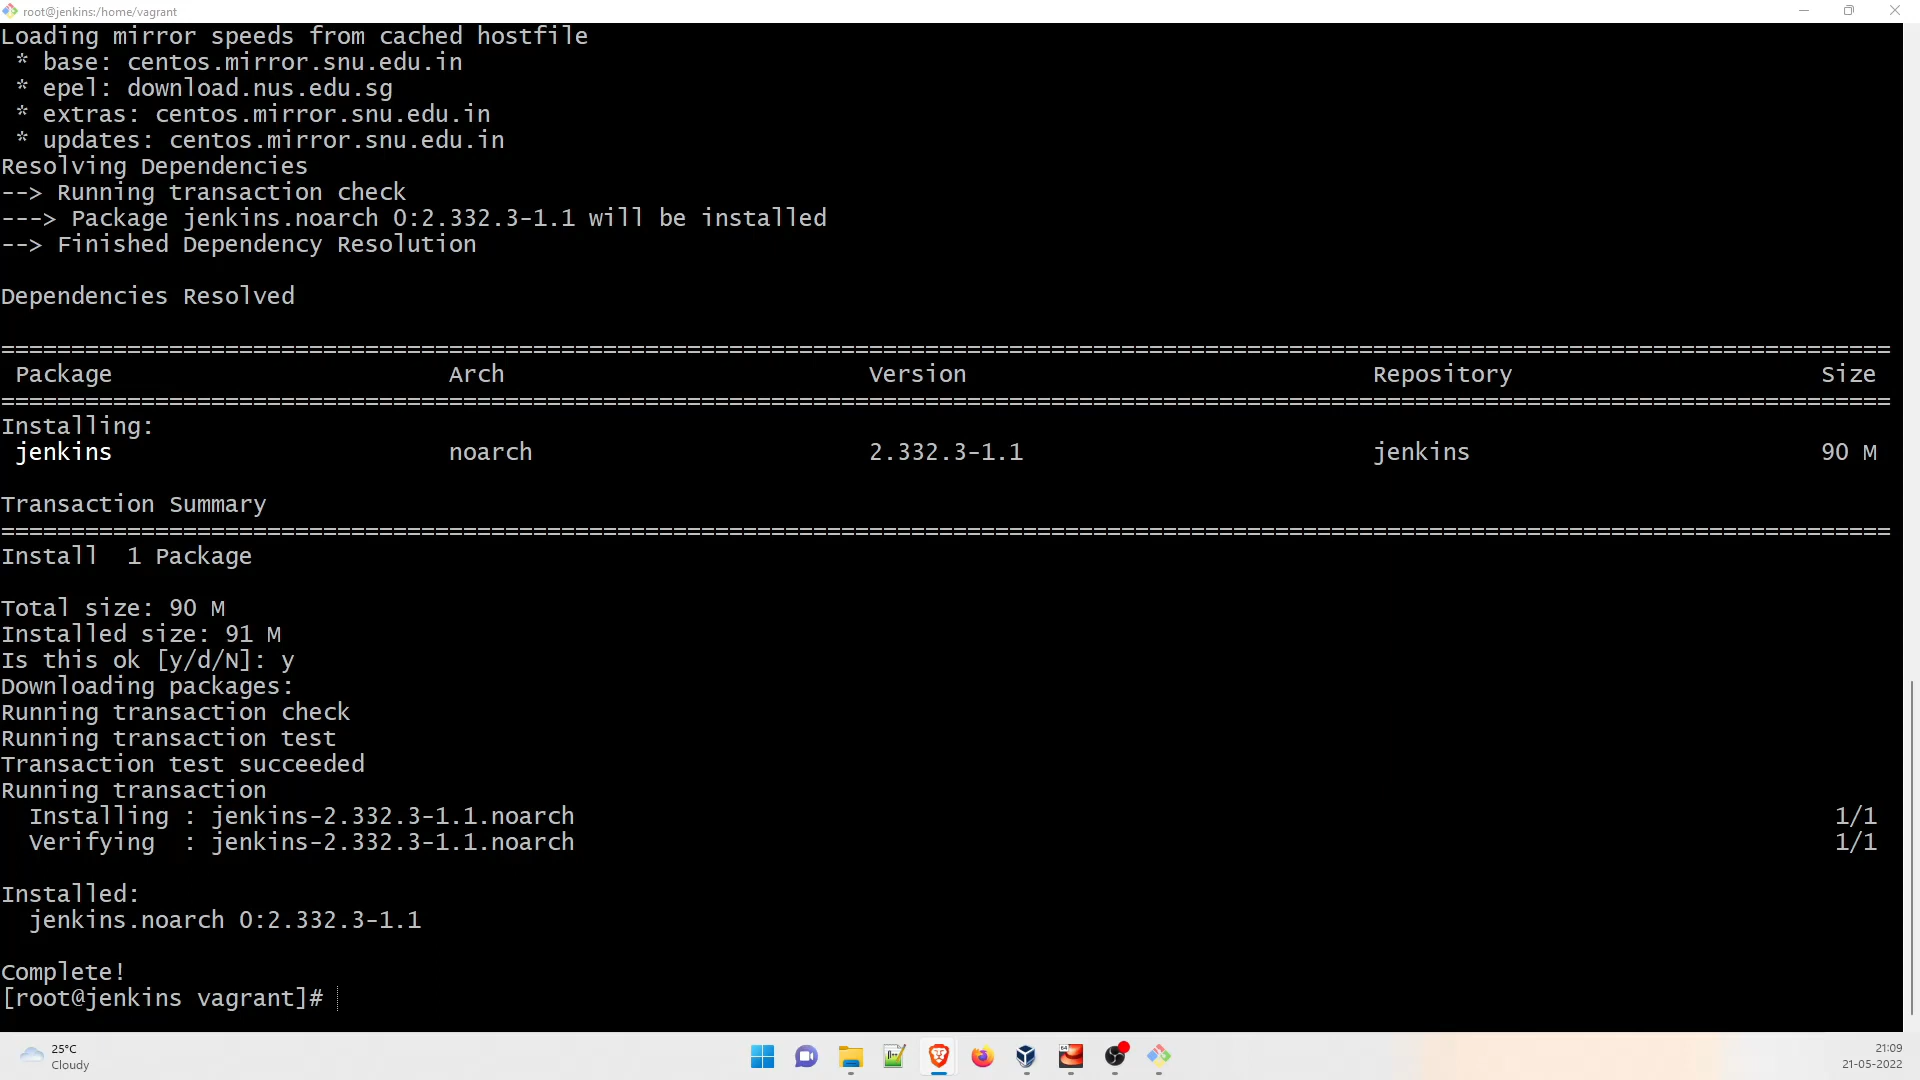 root@jenkins:/home/vagrant
Loading mirror speeds from cached hostfile
 * base: centos.mirror.snu.edu.in
 * epel: download.nus.edu.sg
 * extras: centos.mirror.snu.edu.in
 * updates: centos.mirror.snu.edu.in
Resolving Dependencies
--> Running transaction check
---> Package jenkins.noarch 0:2.332.3-1.1 will be installed
--> Finished Dependency Resolution
Dependencies Resolved
=======================================================================================================================================
 Package                        Arch                          Version                             Repository                      Size
=======================================================================================================================================
Installing:
 jenkins                        noarch                        2.332.3-1.1                         jenkins                         90 M
Transaction Summary
=======================================================================================================================================
Install  1 Package
Total size: 90 M
Installed size: 91 M
Is this ok [y/d/N]: y
Downloading packages:
Running transaction check
Running transaction test
Transaction test succeeded
Running transaction
  Installing : jenkins-2.332.3-1.1.noarch                                                                                          1/1
  Verifying  : jenkins-2.332.3-1.1.noarch                                                                                          1/1
Installed:
  jenkins.noarch 0:2.332.3-1.1
Complete!
[root@jenkins vagrant]#
25°C
Cloudy
21:09
21-05-2022